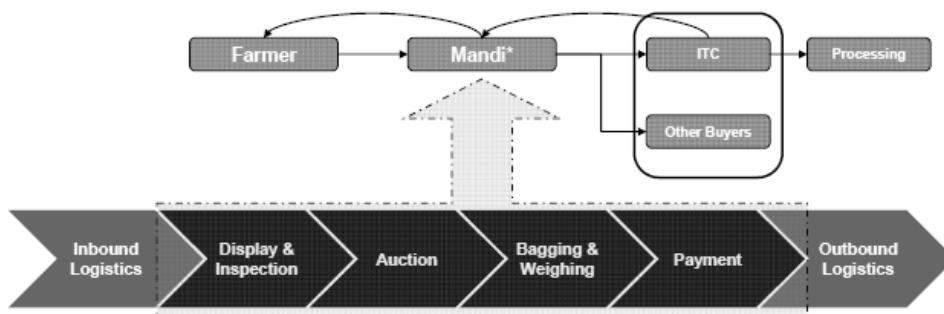 Farmer
Mandi*
ITC
Processing
Other Buyers
Inbound
Logistics
Display &
Inspection
Auction
Bagging &
Weighing
Payment
Outbound
Logistics